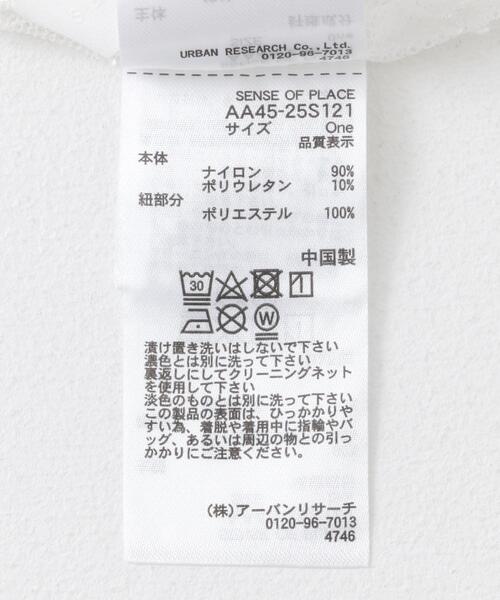 主体
URBAN RESEARCH Co.,Ltd.
0120-96-7013
4746
SENSE OF PLACE
AA45-25S121
サイズ One
品質表示
本体
ナイロン 90%
ポリウレタン 10%
紐部分
ポリエステル 100%
中国製
30
W
漬け置き洗いはしないで下さい
濃色とは別に洗って下さい
裏返しにしてクリーニングネット
を使用して下さい
淡色のものとは別に洗って下さい
この製品の表面は、ひっかかりや
すい為、着脱や着用中に指輪やバ
ッグ、あるいは周辺の物との引っ
かかりにご注意ください。
(株)アーバンリサーチ
0120-96-7013
4746